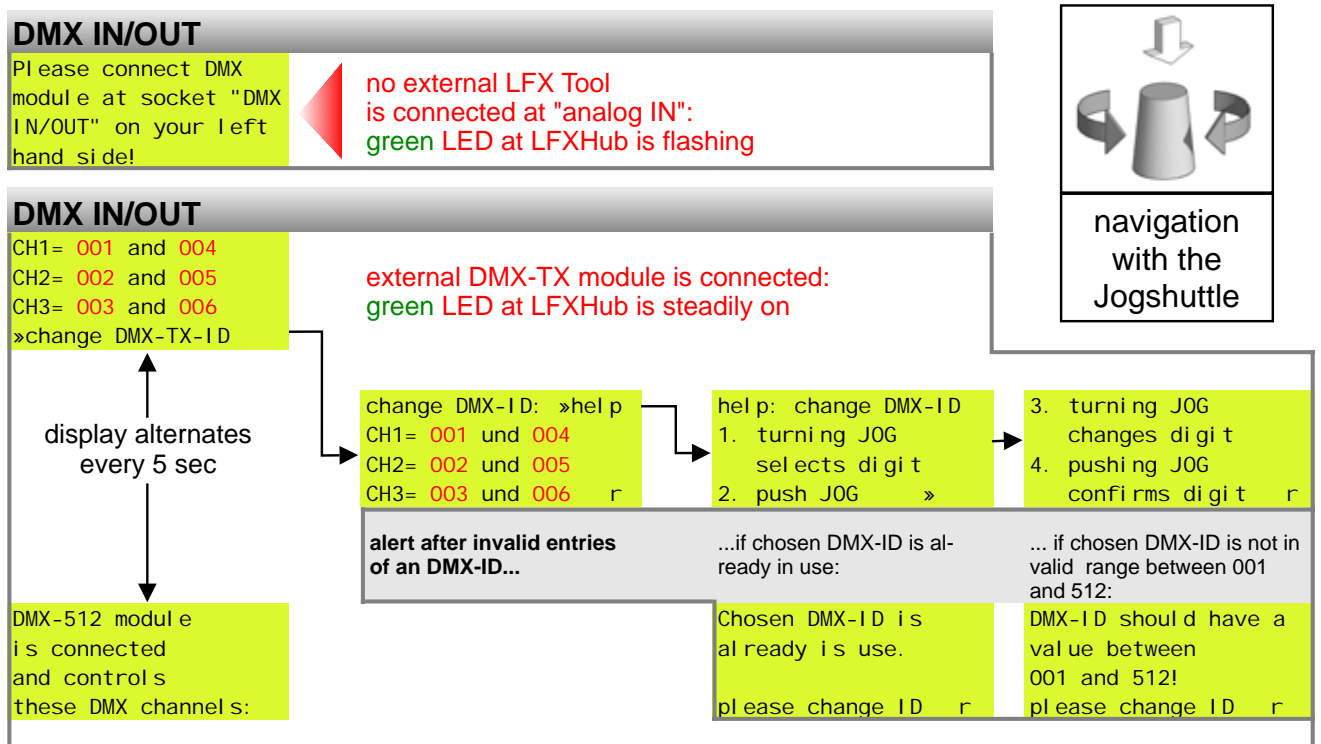 DMX IN/OUT
Please connect DMX
module at socket "DMX
IN/OUT" on your left
hand side!
no external LFX Tool
is connected at "analog IN":
green LED at LFXHub is flashing
navigation
with the
Jogshuttle
DMX IN/OUT
CH1= 001 and 004
CH2= 002 and 005
CH3= 003 and 006
»change DMX-TX-ID
external DMX-TX module is connected:
green LED at LFXHub is steadily on
display alternates
every 5 sec
change DMX-ID: »help
CH1= 001 und 004
CH2= 002 und 005
CH3= 003 und 006 r
help: change DMX-ID
1. turning JOG
selects digit
2. push JOG »
3. turning JOG
changes digit
4. pushing JOG
confirms digit r
alert after invalid entries
of an DMX-ID...
...if chosen DMX-ID is al-
ready in use:
... if chosen DMX-ID is not in
valid range between 001
and 512:
DMX-512 module
is connected
and controls
these DMX channels:
Chosen DMX-ID is
already is use.
please change ID r
DMX-ID should have a
value between
001 and 512!
please change ID r